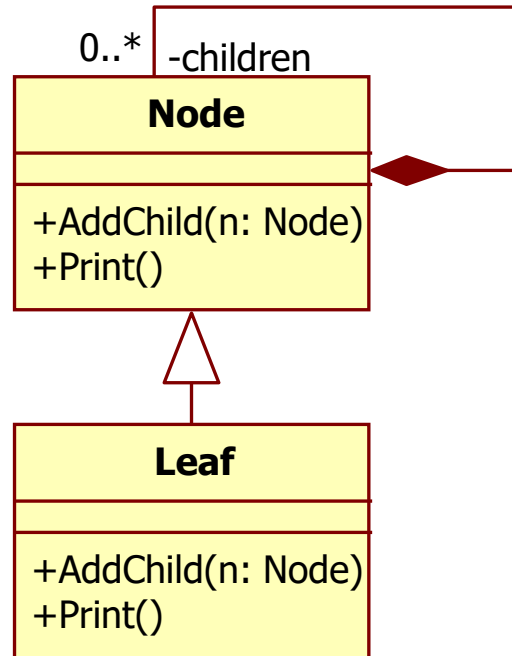 0..*
-children
Node
+AddChild(n: Node)
+Print()
Leaf
+AddChild(n: Node)
+Print()